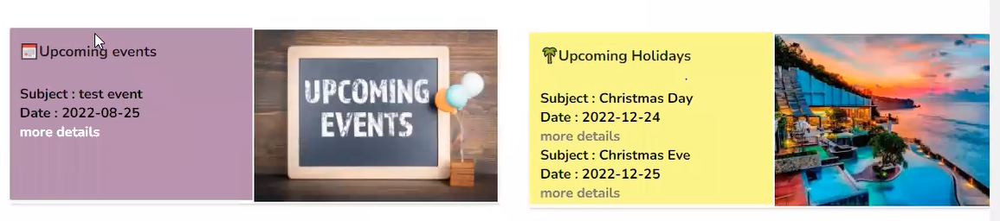 Upcoming events
Subject : test event
Date : 2022-08-25
more details
UPCOMING
EVENTS
Upcoming Holidays
Subject : Christmas Day
Date : 2022-12-24
more details
Subject : Christmas Eve
Date : 2022-12-25
more details